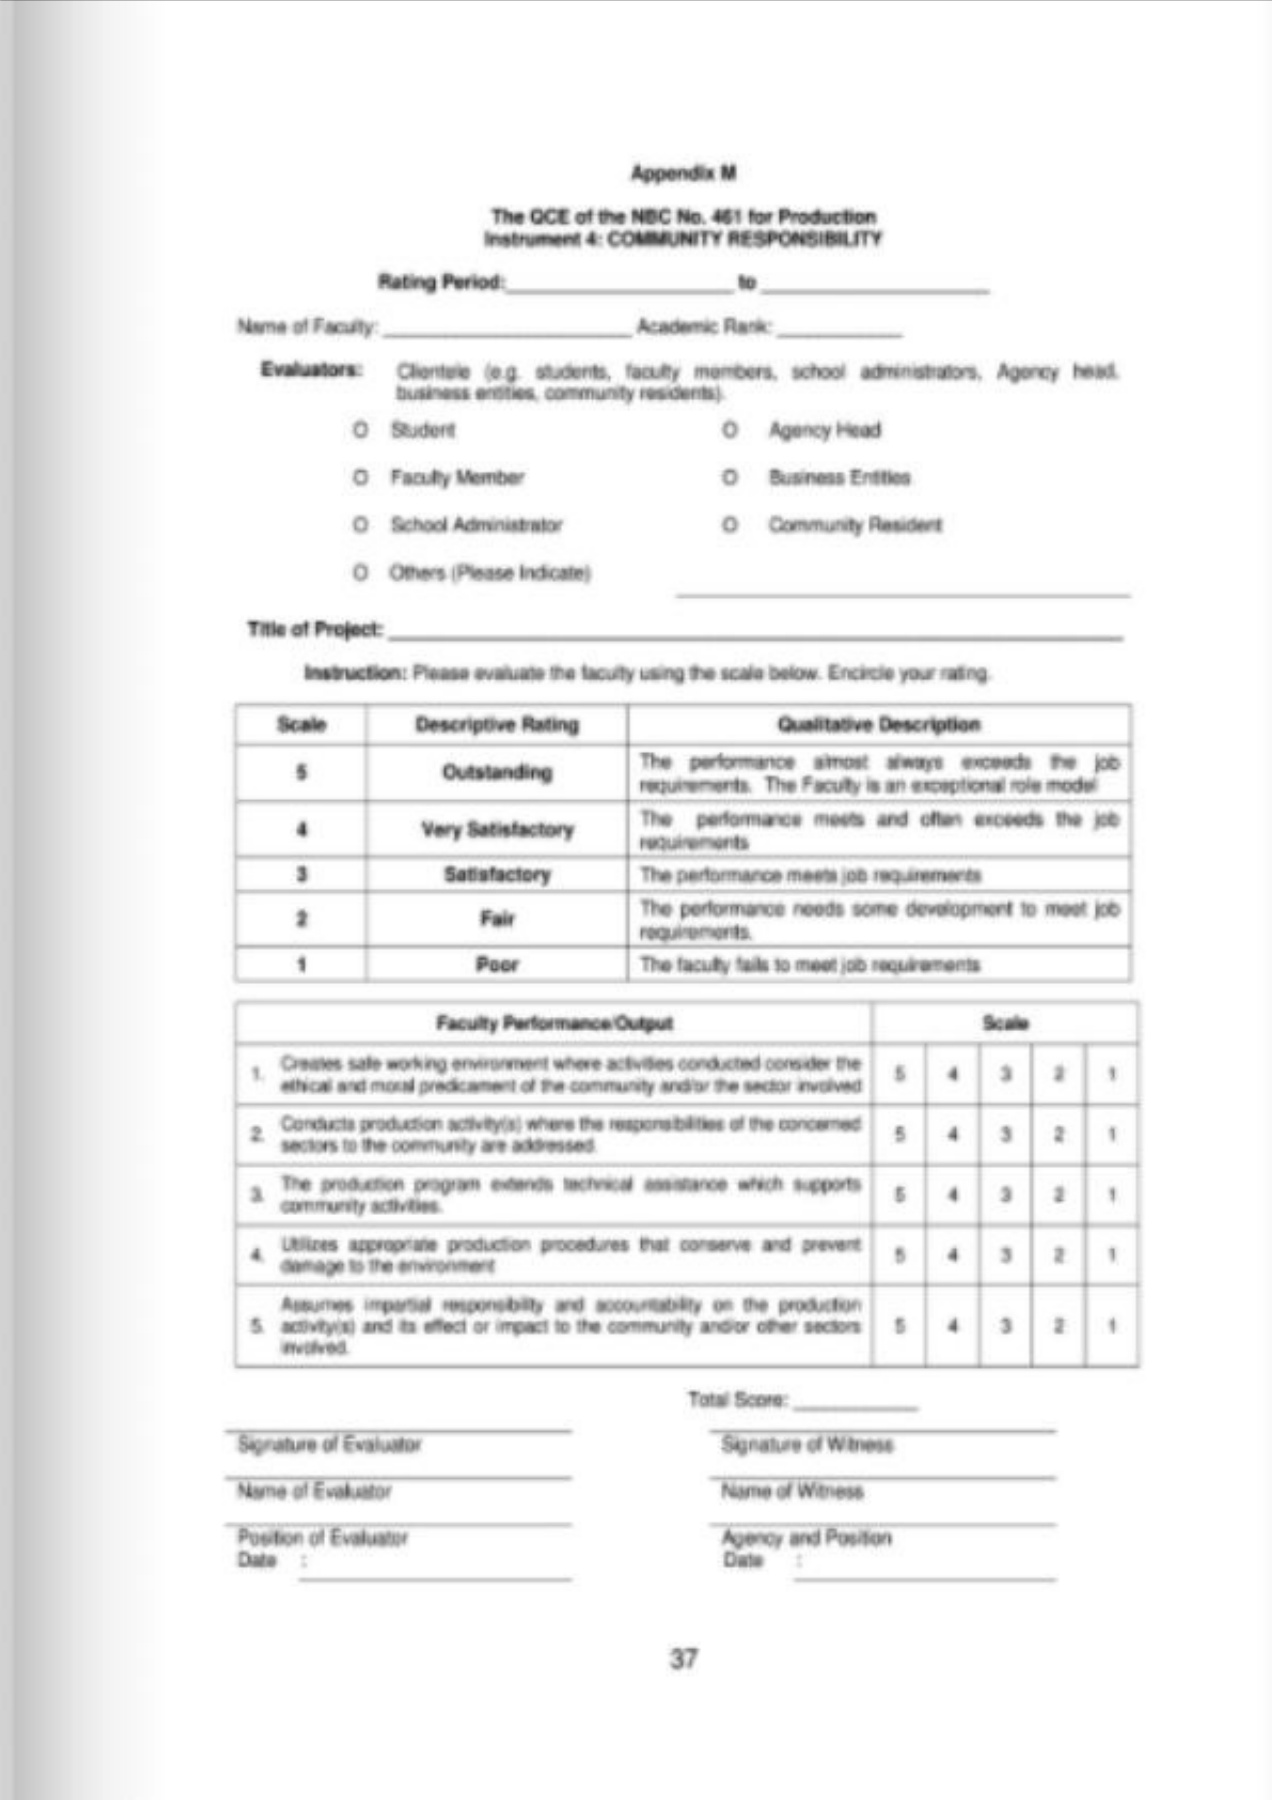 Appendix M
The QCE of the NBC No. 461 for Production
Instrument 4: COMMUNITY RESPONSIBILITY
Rating Period:____________________ to ____________________
Name of Faculty: ____________________ Academic Rank: __________
Evaluators: Clientele (e.g. students, faculty members, school administrators, Agency head,
business entities, community residents).
O Student O Agency Head
O Faculty Member O Business Entities
O School Administrator O Community Resident
O Others (Please Indicate) ____________________
Title of Project: ____________________
Instruction: Please evaluate the faculty using the scale below. Encircle your rating.
Scale Descriptive Rating Qualitative Description
5 Outstanding The performance almost always exceeds the job
requirements. The Faculty is an exceptional role model
4 Very Satisfactory The performance meets and often exceeds the job
requirements
3 Satisfactory The performance meets job requirements
2 Fair The performance needs some development to meet job
requirements.
1 Poor The faculty fails to meet job requirements
Faculty Performance/Output Scale
1. Creates safe working environment where activities conducted consider the
ethical and moral predicament of the community and/or the sector involved 5 4 3 2 1
2. Conducts production activity(s) where the responsibilities of the concerned
sectors to the community are addressed. 5 4 3 2 1
3. The production program extends technical assistance which supports
community activities. 5 4 3 2 1
4. Utilizes appropriate production procedures that conserve and prevent
damage to the environment 5 4 3 2 1
5. Assumes impartial responsibility and accountability on the production
activity(s) and its effect or impact to the community and/or other sectors
involved. 5 4 3 2 1
Total Score: __________
Signature of Evaluator Signature of Witness
Name of Evaluator Name of Witness
Position of Evaluator Agency and Position
Date : Date :
37